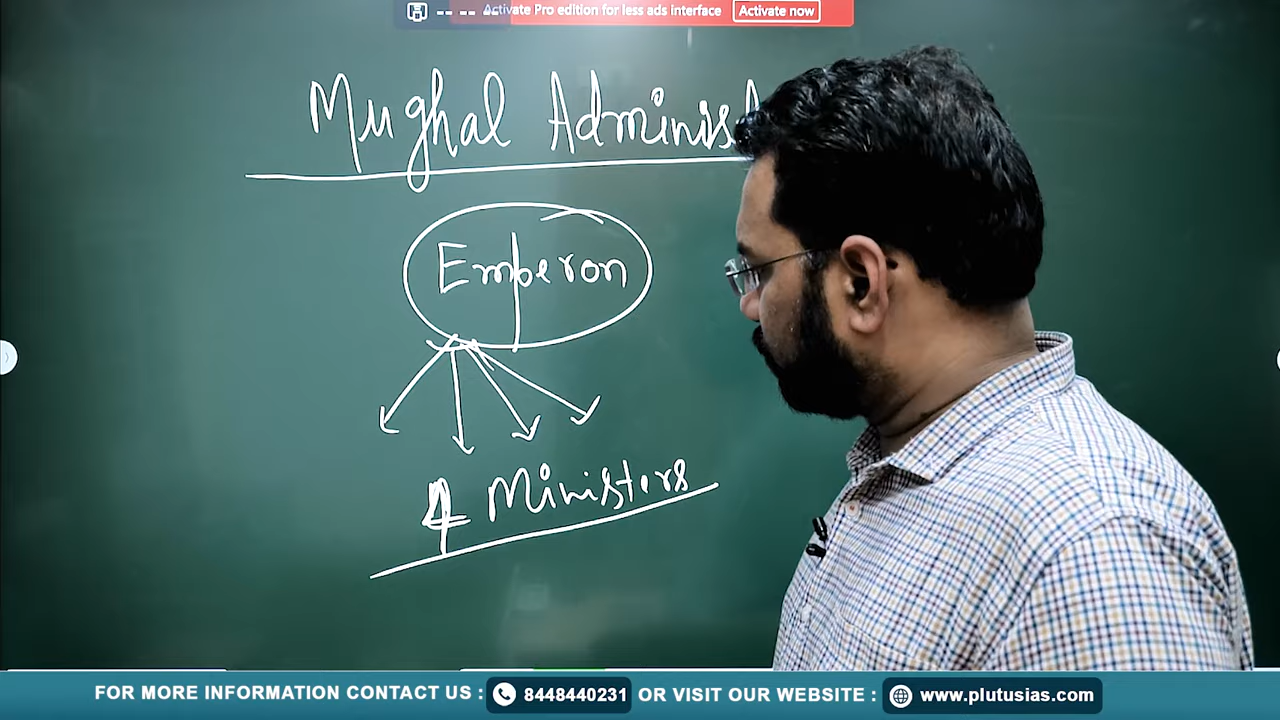 Activate Pro edition for less ads interface Activate now
Mughal Adminis
Emperor
4 Ministers
FOR MORE INFORMATION CONTACT US : 8448440231 OR VISIT OUR WEBSITE : www.plutusias.com